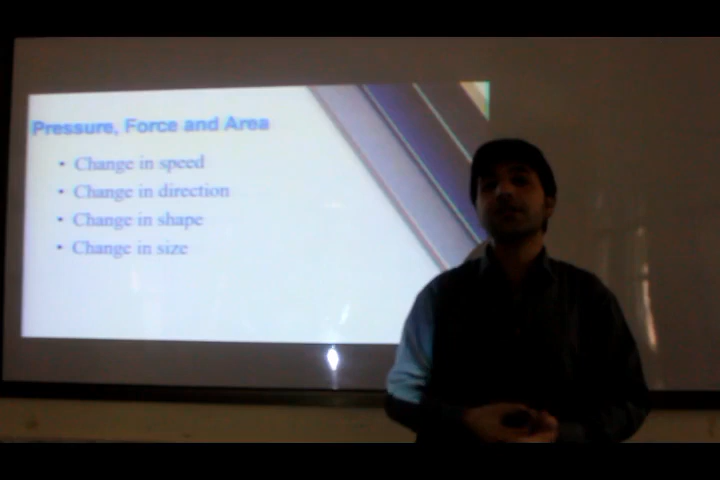 Pressure, Force and Area
• Change in speed
• Change in direction
• Change in shape
• Change in size